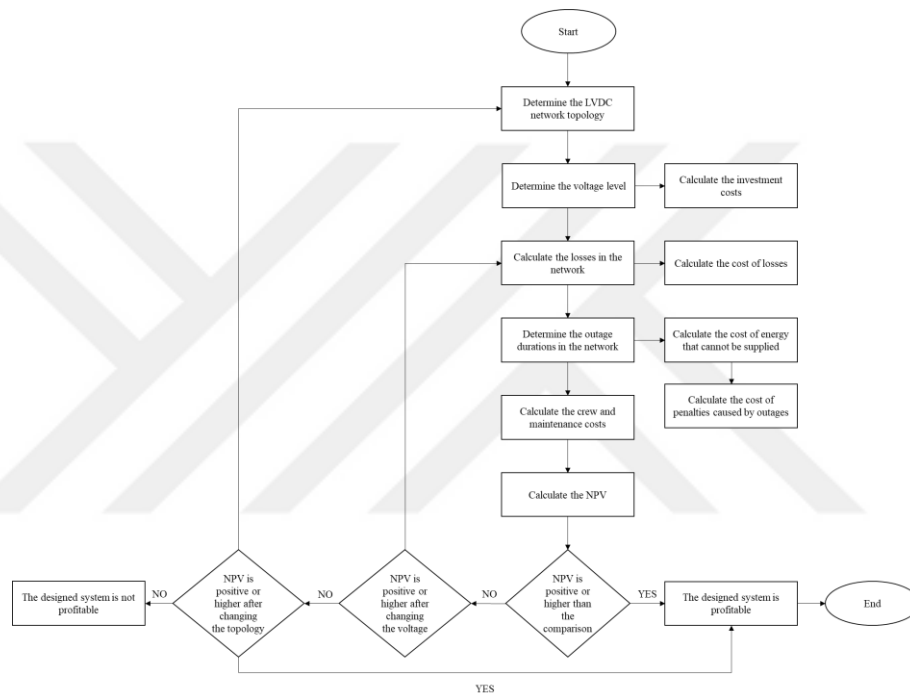 Start
Determine the LVDC
network topology
Determine the voltage level
Calculate the investment
costs
Calculate the losses in the
network
Calculate the cost of losses
Determine the outage
durations in the network
Calculate the cost of energy
that cannot be supplied
Calculate the crew and
maintenance costs
Calculate the cost of
penalties caused by outages
Calculate the NPV
The designed system is not
profitable
NO
NPV is
positive or
higher after
changing
the topology
NO
NPV is
positive or
higher after
changing
the voltage
NO
NPV is
positive or
higher than
the
comparison
YES
The designed system is
profitable
End
YES